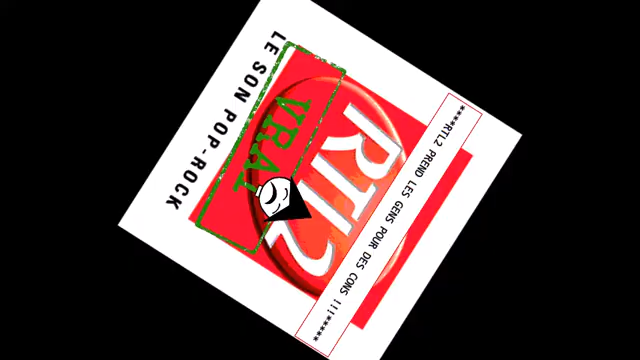 LE SON POP-ROCK
VRAI
RTL2
****RTL2 PREND LES GENS POUR DES CONS !!!******